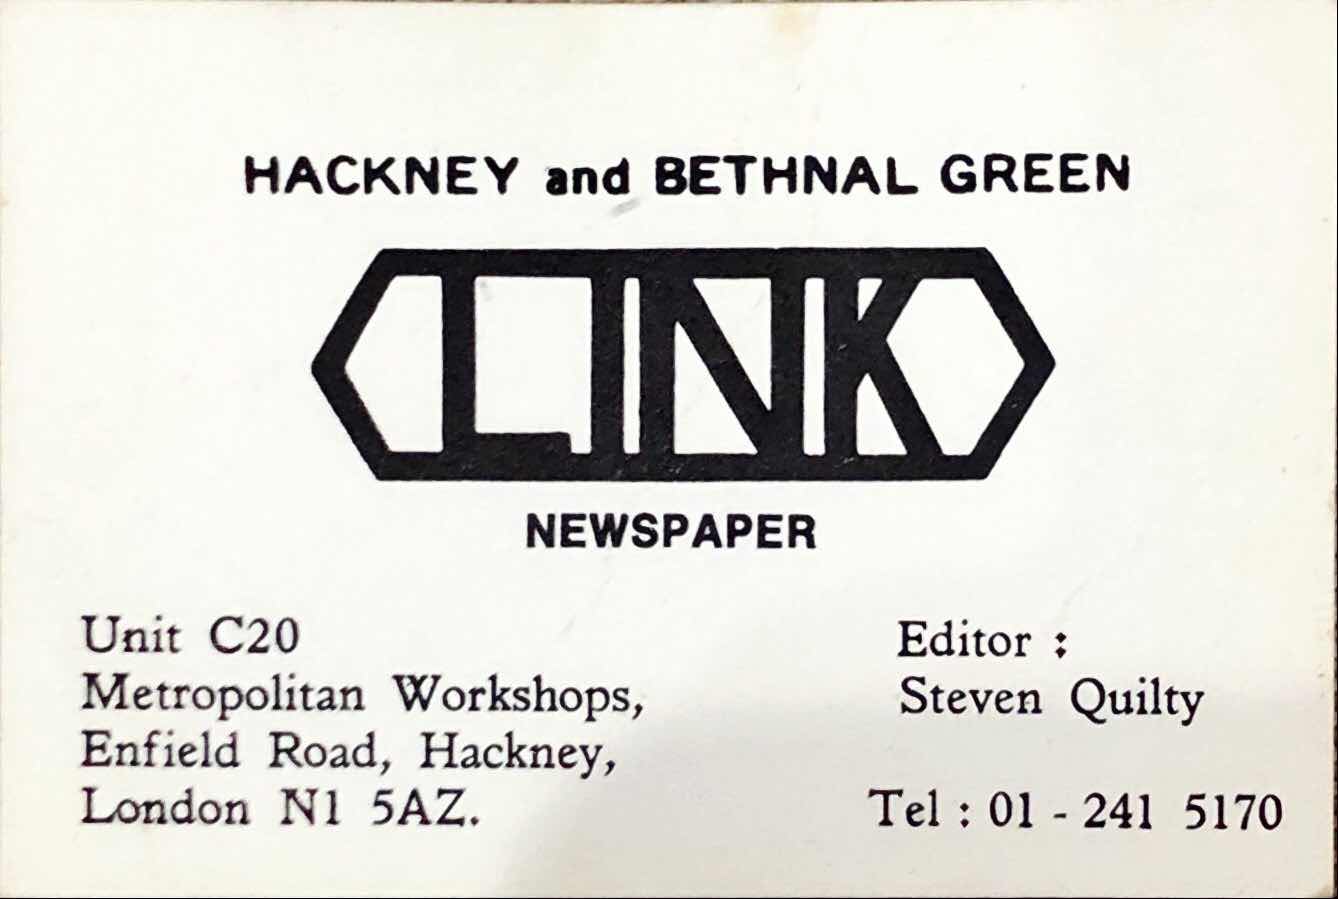 HACKNEY and BETHNAL GREEN
LINK
NEWSPAPER
Unit C20
Metropolitan Workshops,
Enfield Road, Hackney,
London N1 5AZ.
Editor :
Steven Quilty
Tel : 01 - 241 5170